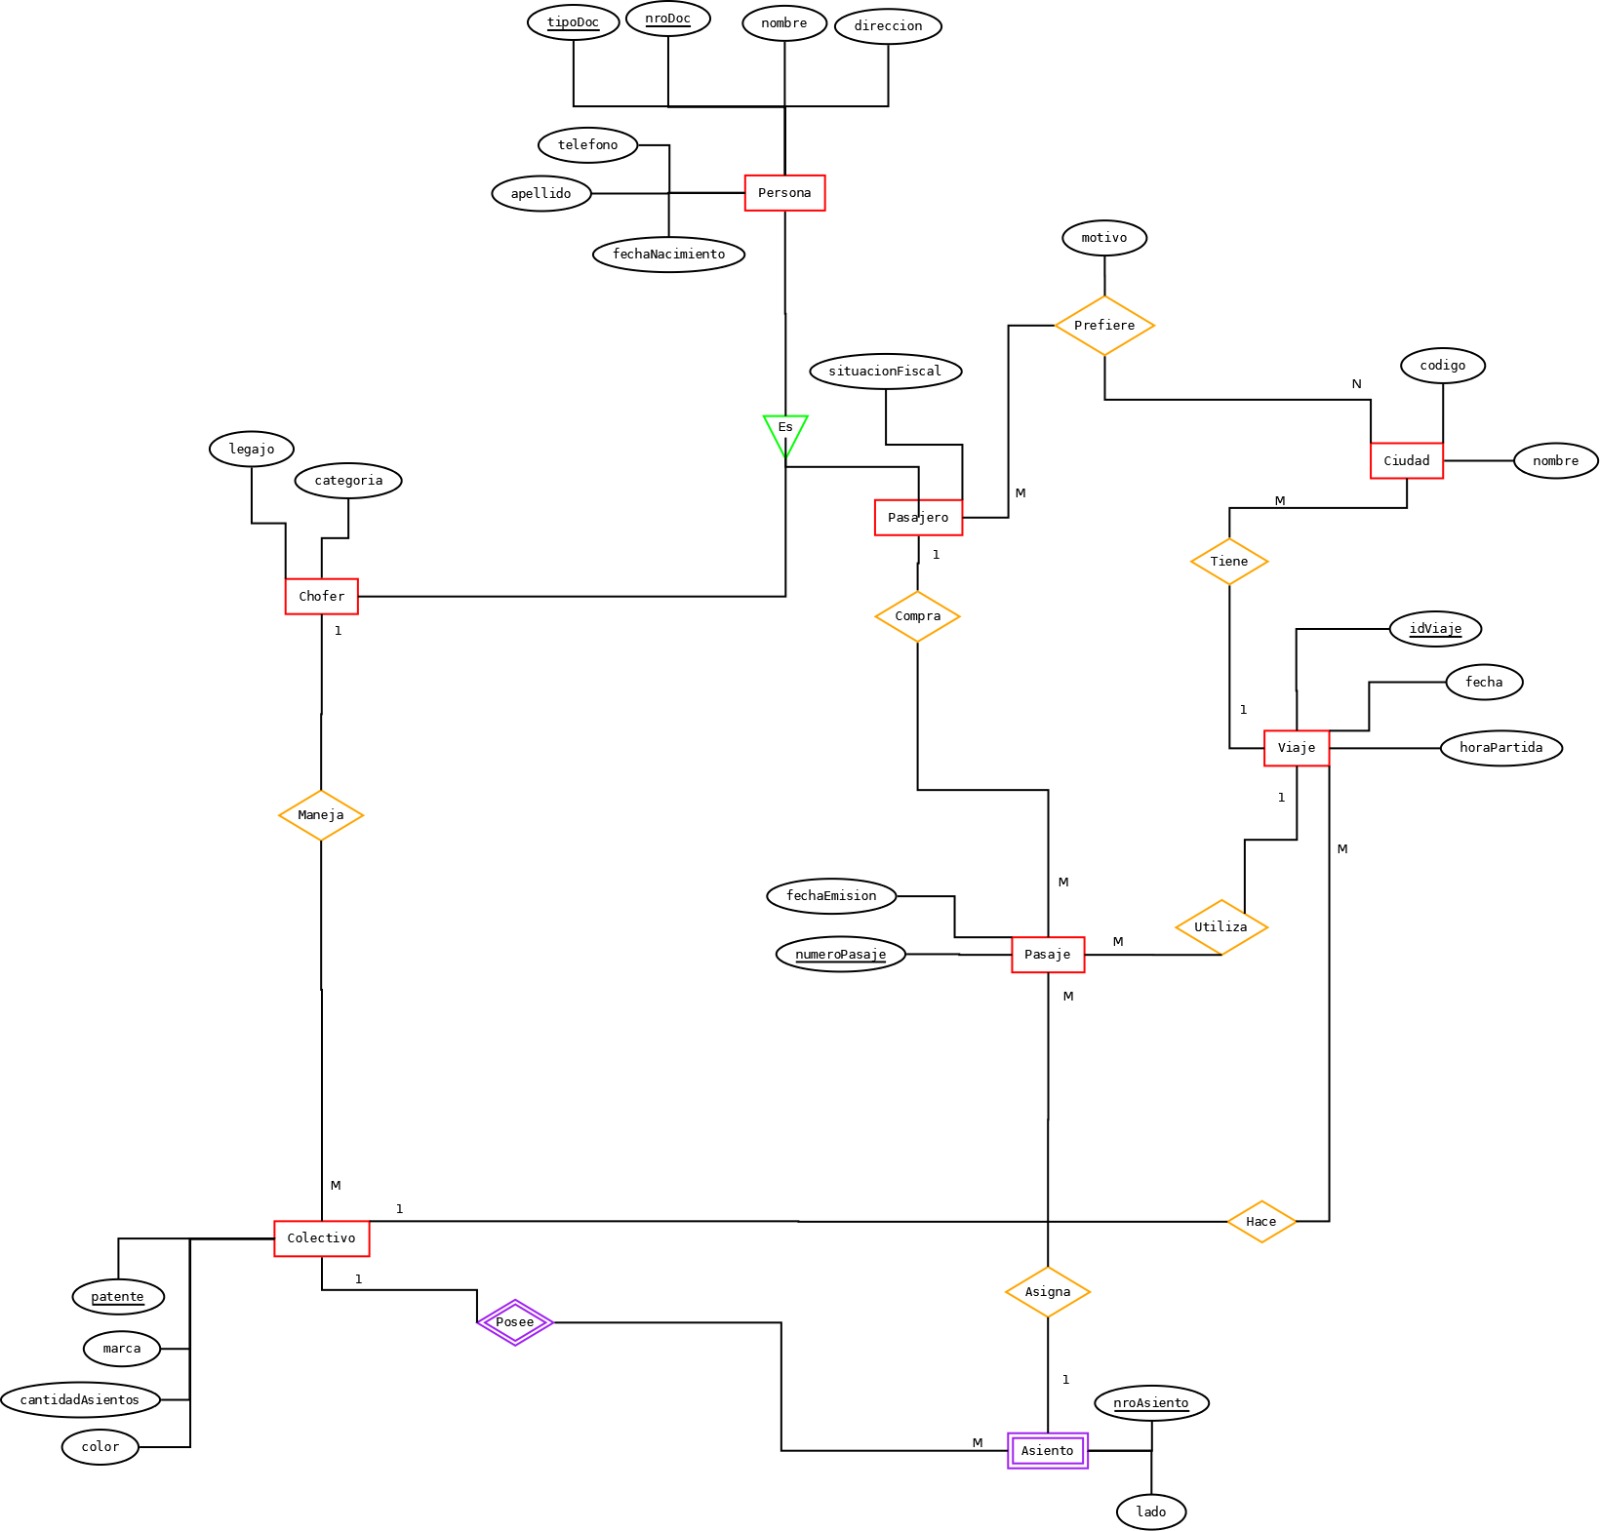 tipoDoc
nroDoc
nombre
direccion
telefono
apellido
Persona
fechaNacimiento
motivo
Prefiere
situacionFiscal
codigo
N
Es
legajo
categoria
Ciudad
nombre
M
M
Pasajero
1
Tiene
Chofer
Compra
1
idViaje
fecha
1
Viaje
horaPartida
1
Maneja
M
M
fechaEmision
Utiliza
M
numeroPasaje
Pasaje
M
M
1
Hace
Colectivo
1
patente
Asigna
Posee
marca
1
cantidadAsientos
nroAsiento
color
M
Asiento
lado